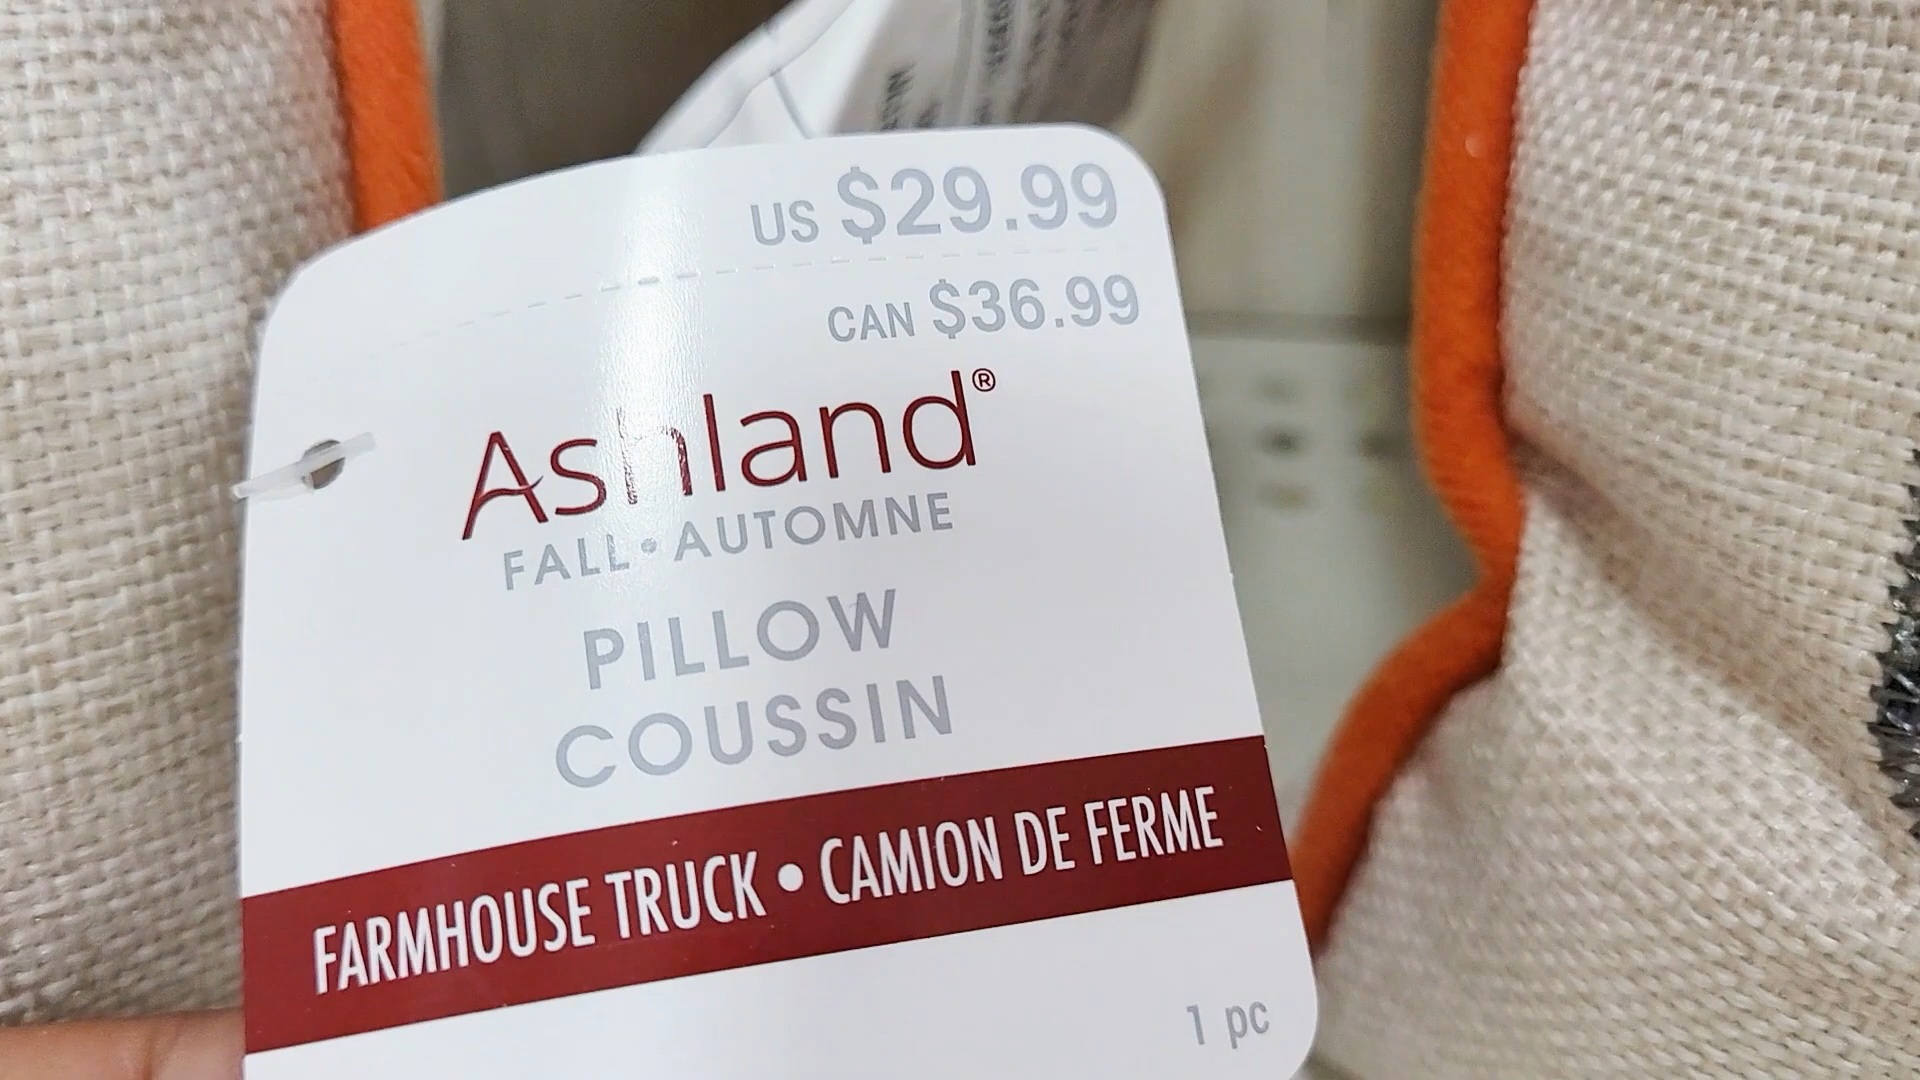 US $29.99
CAN $36.99
Ashland®
FALL • AUTOMNE
PILLOW
COUSSIN
FARMHOUSE TRUCK • CAMION DE FERME
1 pc